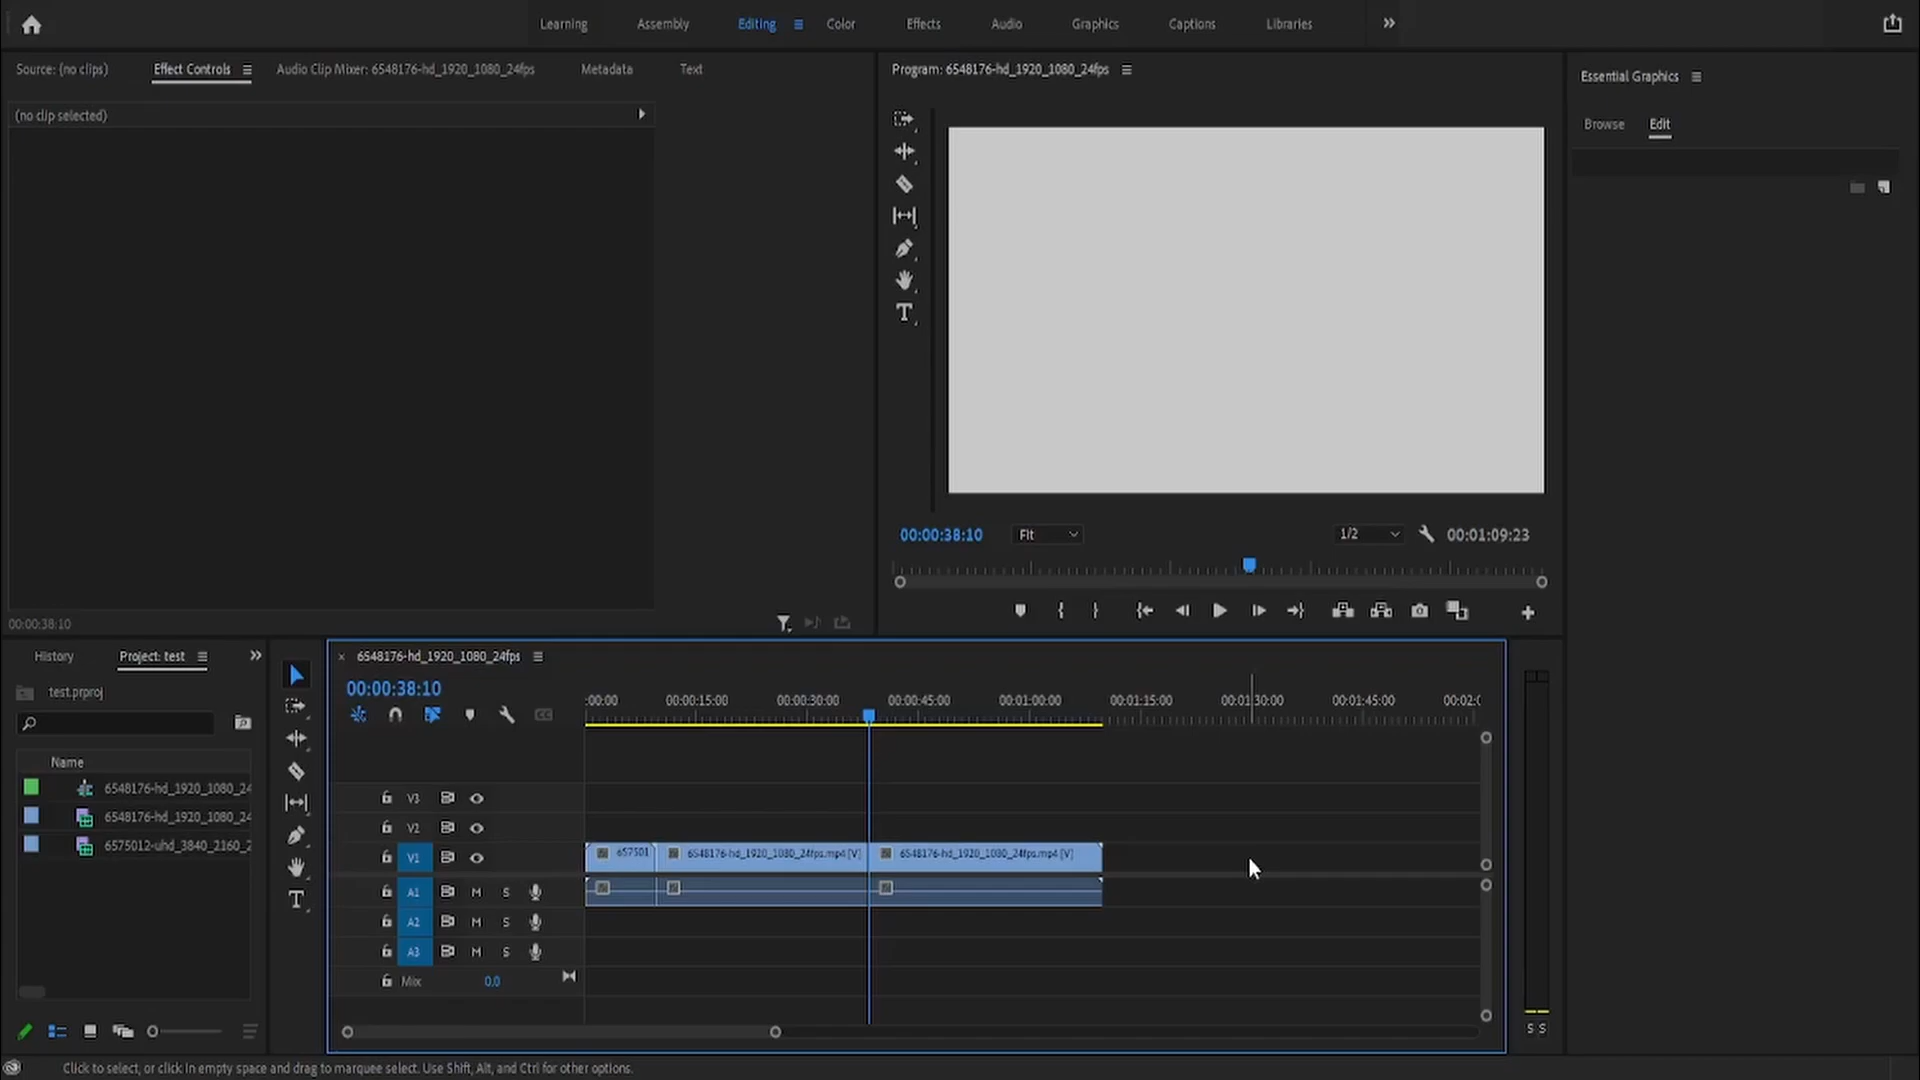 Learning Assembly Editing Color Effects Audio Graphics Captions Libraries
Source: (no clips) Effect Controls Audio Clip Mixer: 6548176-hd_1920_1080_24fps Metadata Text
(no clip selected)
00:00:38:10
Program: 6548176-hd_1920_1080_24fps
00:00:38:10 Fit 1/2 00:01:09:23
Essential Graphics
Browse Edit
History Project: test
test.prproj
Name
6548176-hd_1920_1080_24
6548176-hd_1920_1080_24
6575012-uhd_3840_2160_2
6548176-hd_1920_1080_24fps
00:00:38:10
:00:00 00:00:15:00 00:00:30:00 00:00:45:00 00:01:00:00 00:01:15:00 00:01:30:00 00:01:45:00 00:02:0
V3
V2
V1 657501 6548176-hd_1920_1080_24fps.mp4 [V] 6548176-hd_1920_1080_24fps.mp4 [V]
A1 M S
A2 M S
A3 M S
Mix 0.0
S S
Click to select, or click in empty space and drag to marquee select. Use Shift, Alt, and Ctrl for other options.